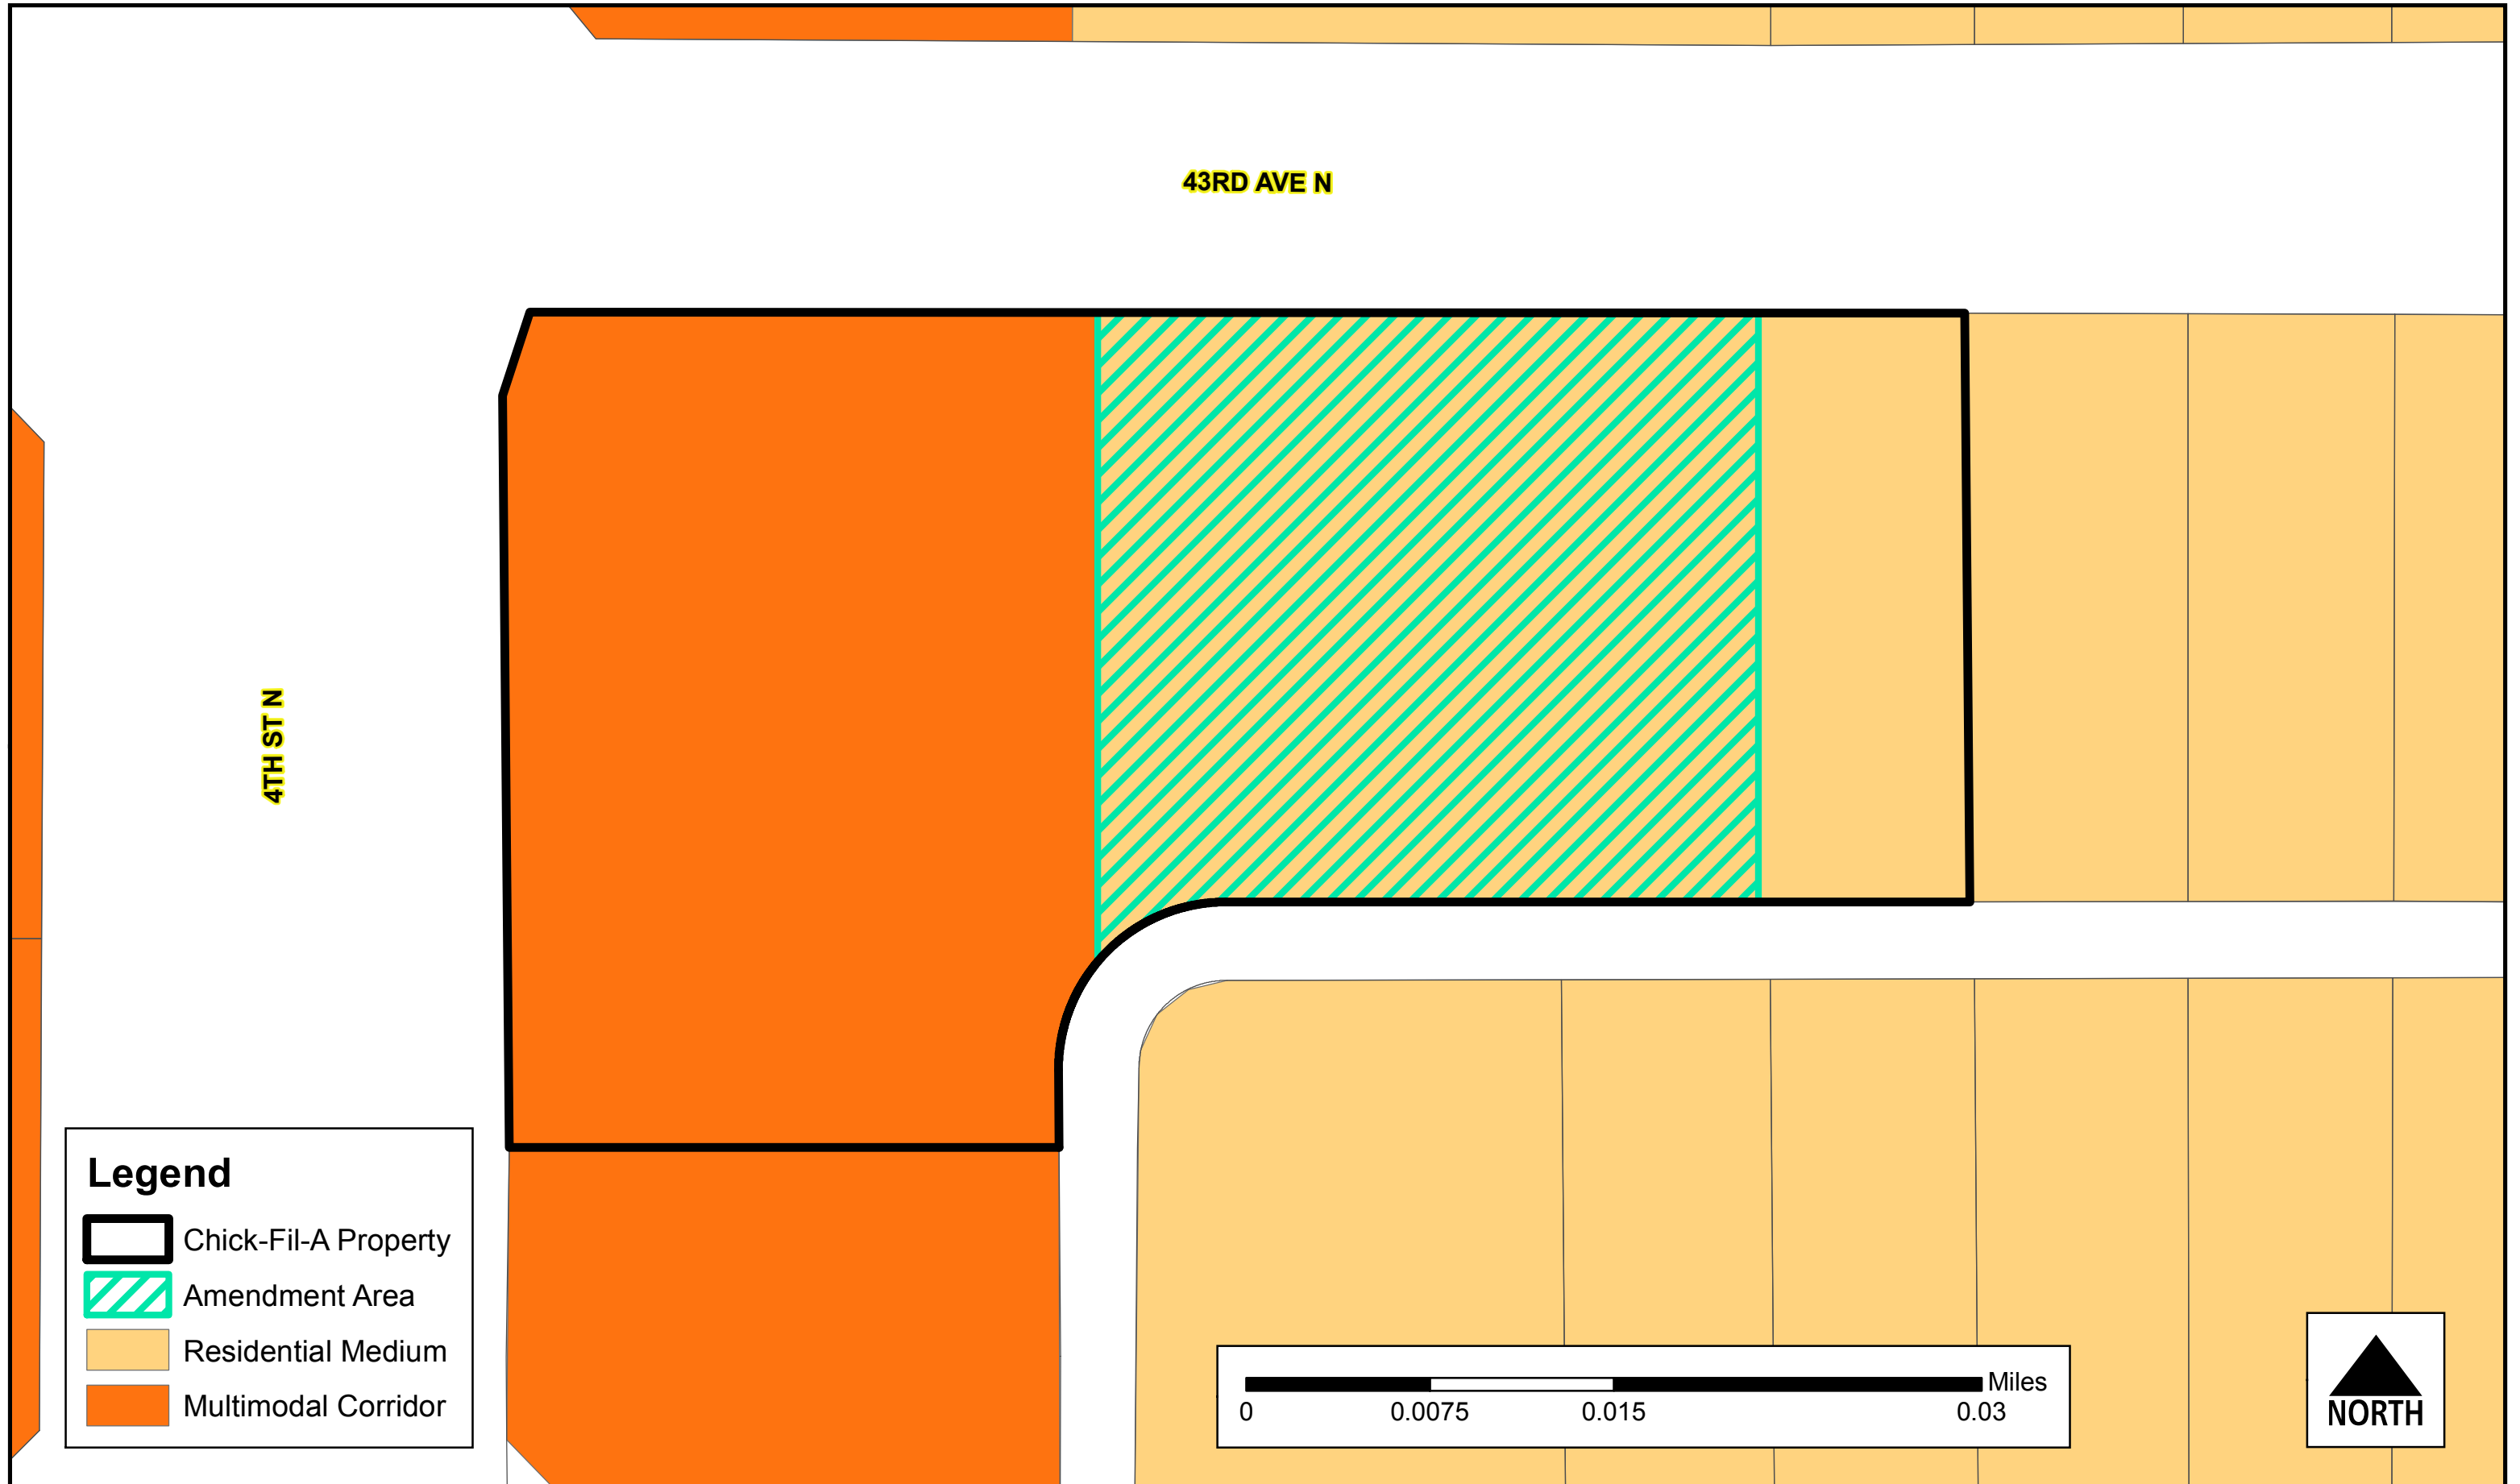 43RD AVE N
4TH ST N
Legend
Chick-Fil-A Property
Amendment Area
Residential Medium
Multimodal Corridor
Miles
0 0.0075 0.015 0.03
NORTH